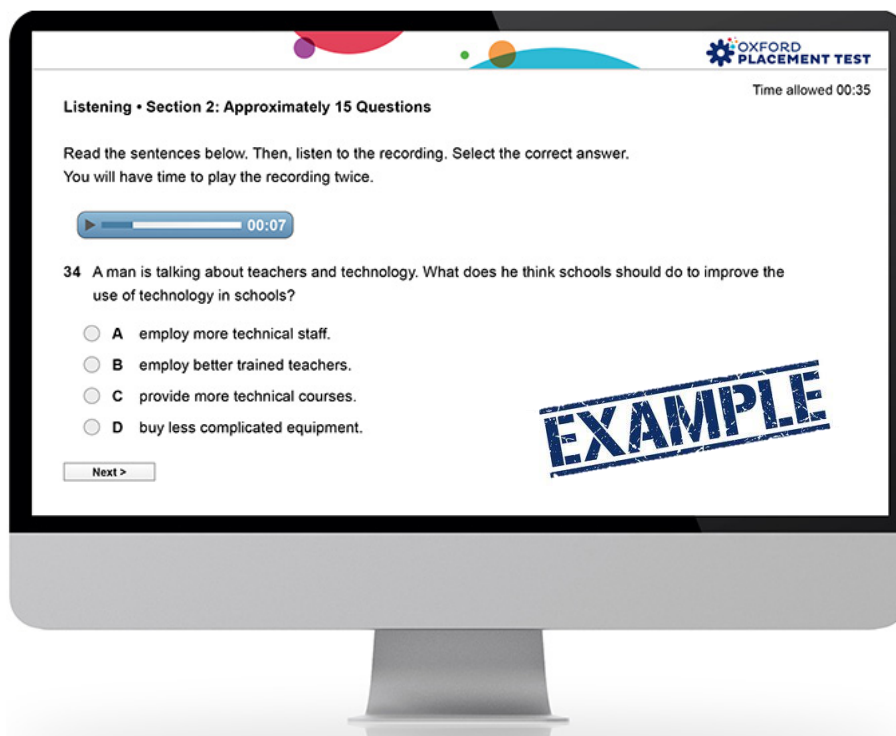 OXFORD
PLACEMENT TEST
Time allowed 00:35
Listening • Section 2: Approximately 15 Questions
Read the sentences below. Then, listen to the recording. Select the correct answer.
You will have time to play the recording twice.
00:07
34 A man is talking about teachers and technology. What does he think schools should do to improve the
use of technology in schools?
A employ more technical staff.
B employ better trained teachers.
C provide more technical courses.
D buy less complicated equipment.
EXAMPLE
Next >